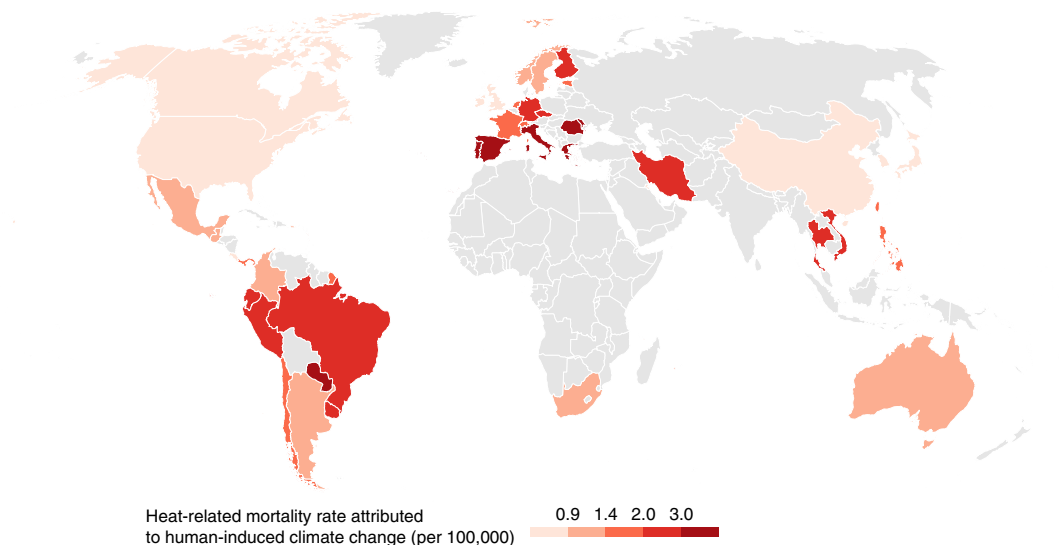 Heat-related mortality rate attributed
to human-induced climate change (per 100,000)
0.9 1.4 2.0 3.0